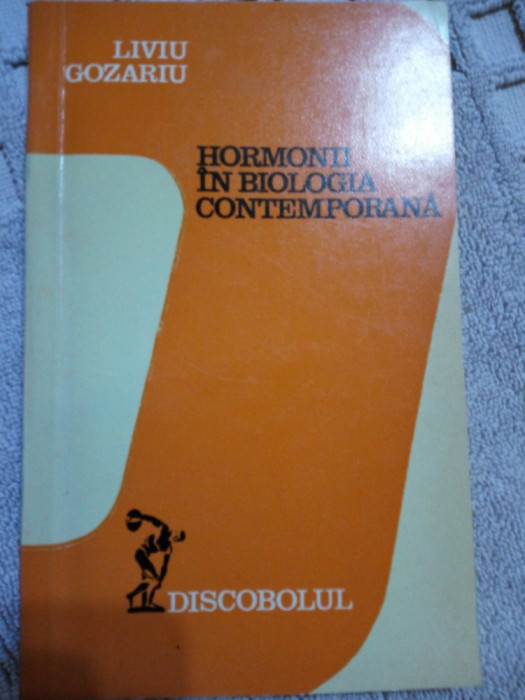 LIVIU
GOZARIU
HORMONII
ÎN BIOLOGIA
CONTEMPORANĂ
DISCOBOLUL